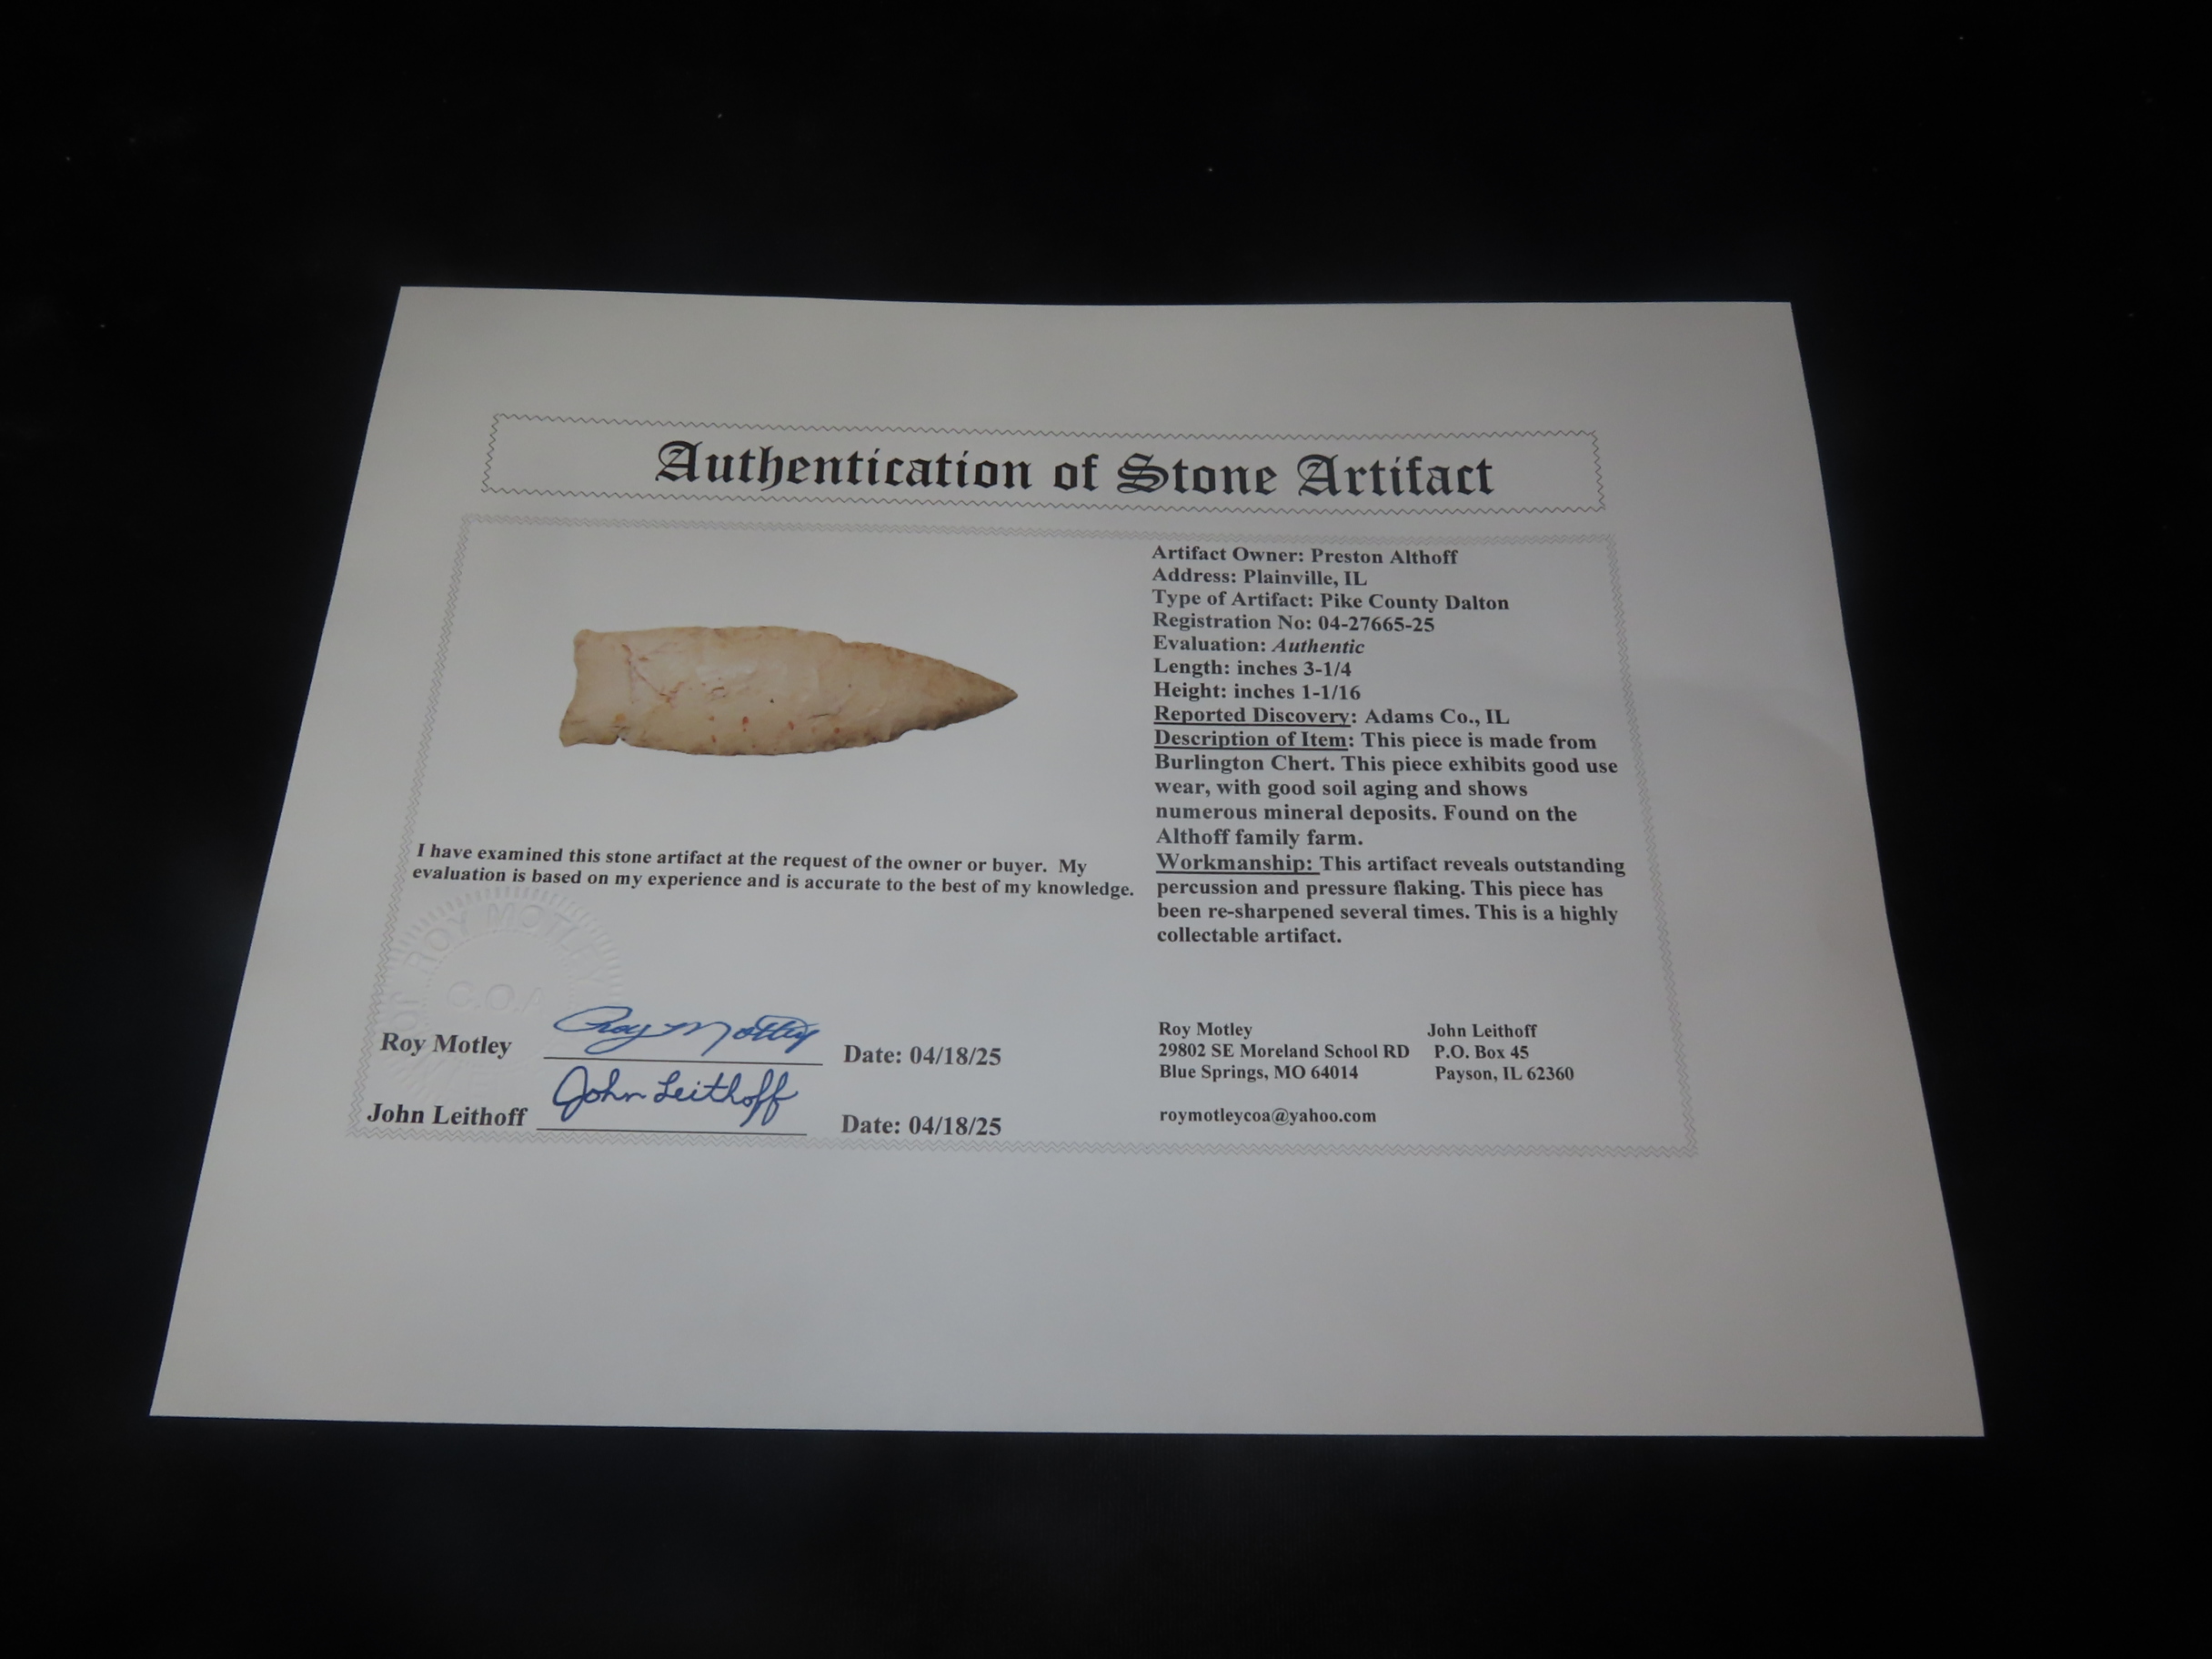 Authentication of Stone Artifact
Artifact Owner: Preston Althoff
Address: Plainville, IL
Type of Artifact: Pike County Dalton
Registration No: 04-27665-25
Evaluation: Authentic
Length: inches 3-1/4
Height: inches 1-1/16
Reported Discovery: Adams Co., IL
Description of Item: This piece is made from
Burlington Chert. This piece exhibits good use
wear, with good soil aging and shows
numerous mineral deposits. Found on the
Althoff family farm.
Workmanship: This artifact reveals outstanding
percussion and pressure flaking. This piece has
been re-sharpened several times. This is a highly
collectable artifact.
I have examined this stone artifact at the request of the owner or buyer. My
evaluation is based on my experience and is accurate to the best of my knowledge.
ROY MOTLEY
C.O.A
Roy Motley Roy Motley Date: 04/18/25
John Leithoff John Leithoff Date: 04/18/25
Roy Motley
29802 SE Moreland School RD
Blue Springs, MO 64014
roymotleycoa@yahoo.com
John Leithoff
P.O. Box 45
Payson, IL 62360